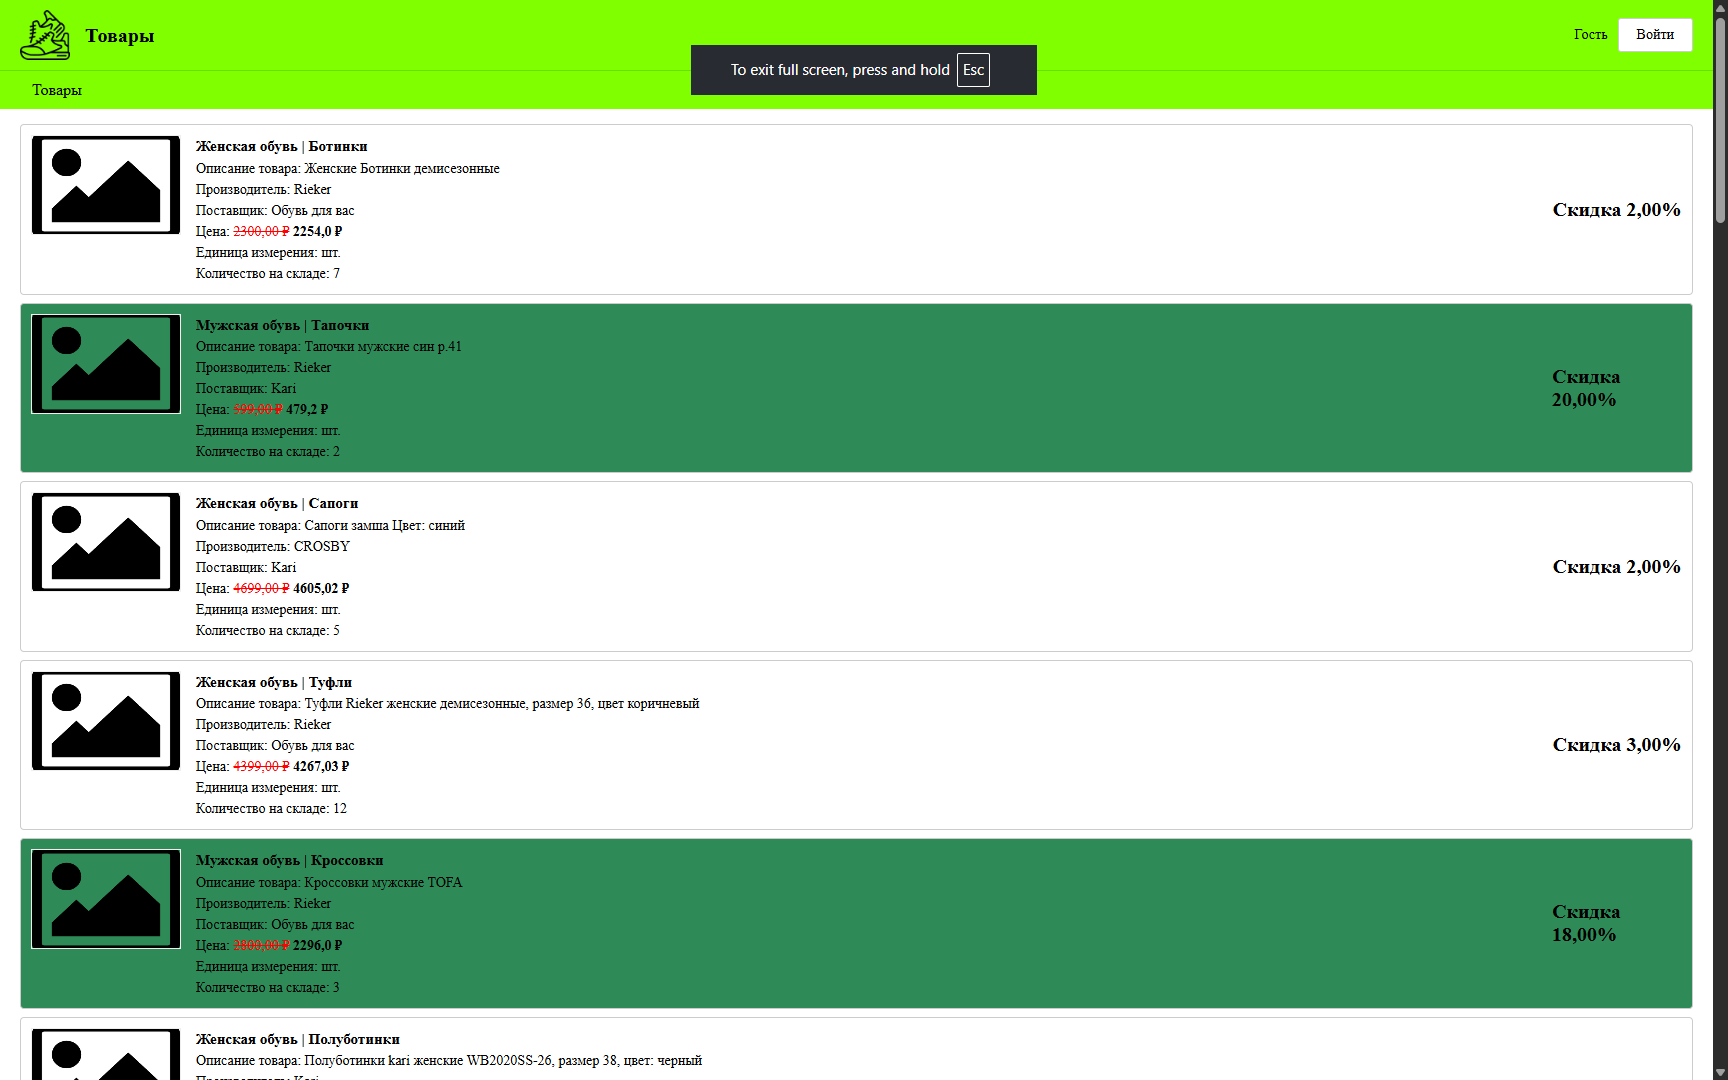 Товары
Гость
Войти
To exit full screen, press and hold Esc
Товары
Женская обувь | Ботинки
Описание товара: Женские Ботинки демисезонные
Производитель: Rieker
Поставщик: Обувь для вас
Цена: 2300,00 ₽ 2254,0 ₽
Единица измерения: шт.
Количество на складе: 7
Скидка 2,00%
Мужская обувь | Тапочки
Описание товара: Тапочки мужские син р.41
Производитель: Rieker
Поставщик: Kari
Цена: 599,00 ₽ 479,2 ₽
Единица измерения: шт.
Количество на складе: 2
Скидка
20,00%
Женская обувь | Сапоги
Описание товара: Сапоги замша Цвет: синий
Производитель: CROSBY
Поставщик: Kari
Цена: 4699,00 ₽ 4605,02 ₽
Единица измерения: шт.
Количество на складе: 5
Скидка 2,00%
Женская обувь | Туфли
Описание товара: Туфли Rieker женские демисезонные, размер 36, цвет коричневый
Производитель: Rieker
Поставщик: Обувь для вас
Цена: 4399,00 ₽ 4267,03 ₽
Единица измерения: шт.
Количество на складе: 12
Скидка 3,00%
Мужская обувь | Кроссовки
Описание товара: Кроссовки мужские TOFA
Производитель: Rieker
Поставщик: Обувь для вас
Цена: 2800,00 ₽ 2296,0 ₽
Единица измерения: шт.
Количество на складе: 3
Скидка
18,00%
Женская обувь | Полуботинки
Описание товара: Полуботинки kari женские WB2020SS-26, размер 38, цвет: черный
Производитель: Kari